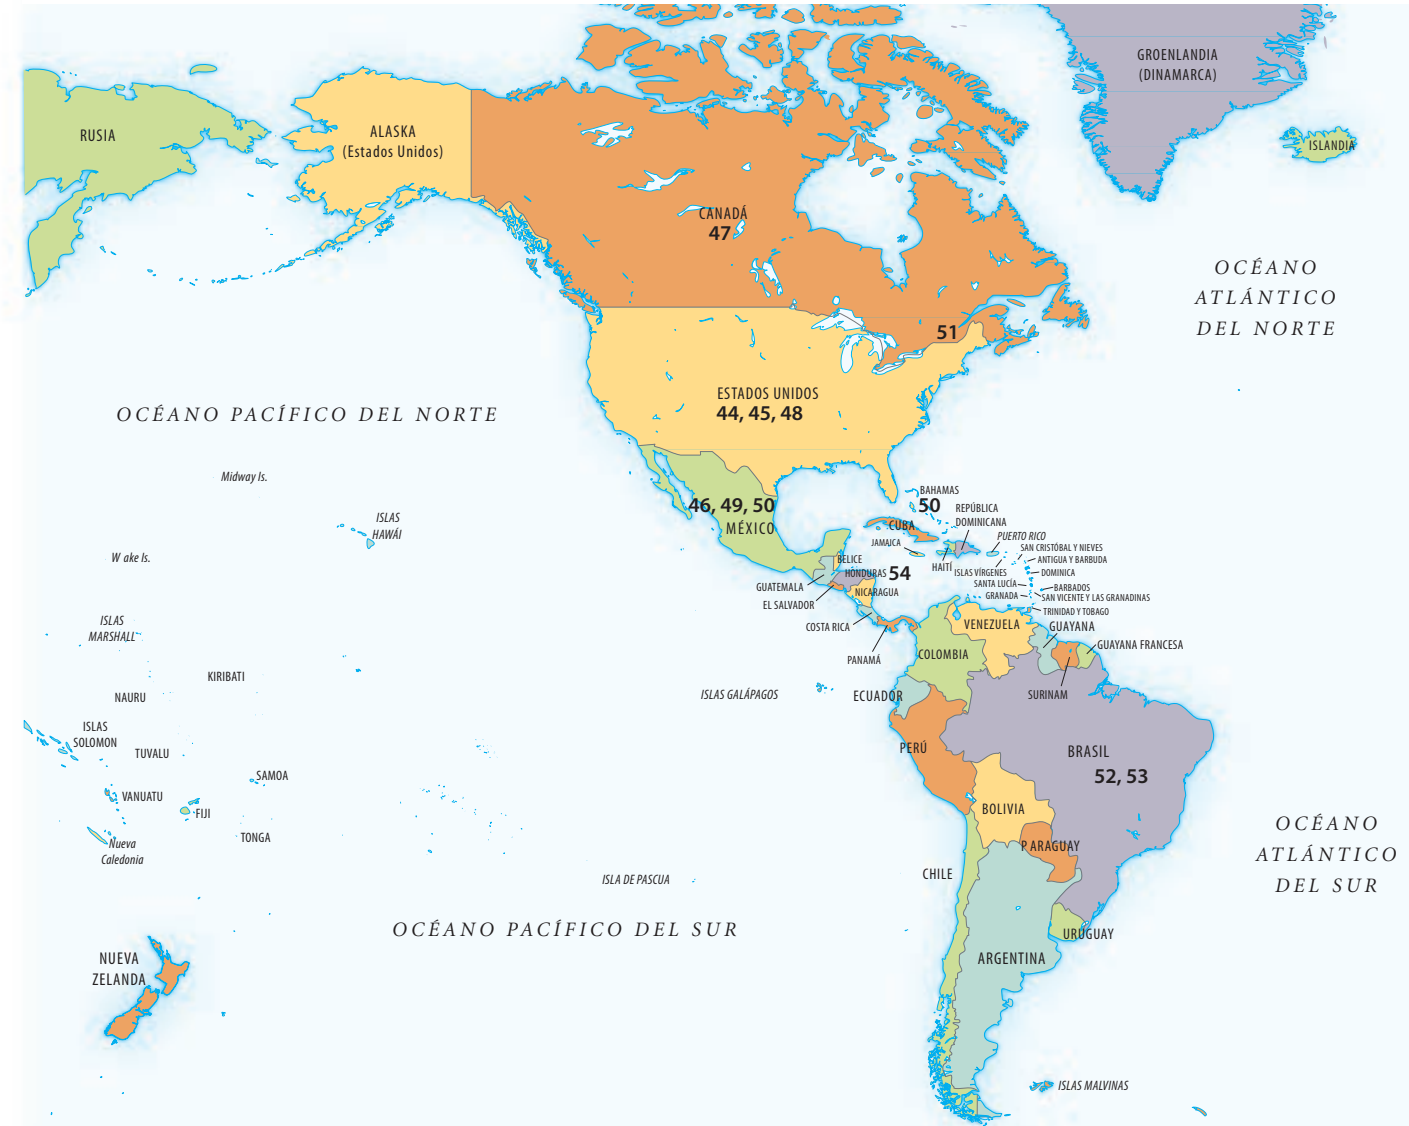 GROENLANDIA
(DINAMARCA)
RUSIA
ALASKA
(Estados Unidos)
ISLANDIA
CANADÁ
47
OCÉANO
ATLÁNTICO
DEL NORTE
51
ESTADOS UNIDOS
44, 45, 48
OCÉANO PACÍFICO DEL NORTE
Midway Is.
ISLAS
HAWÁI
W ake Is.
46, 49, 50
MÉXICO
BAHAMAS
50
REPÚBLICA
DOMINICANA
CUBA
PUERTO RICO
JAMAJCA
SAN CRISTÓBAL Y NIEVES
ANTIGUA Y BARBUDA
HAITÍ
ISLAS VÍRGENES
DOMINICA
BELICE
HONDURAS
54
SANTA LUCÍA
BARBADOS
GUATEMALA
NICARAGUA
GRANADA
SAN VICENTE Y LAS GRANADINAS
EL SALVADOR
TRINIDAD Y TOBAGO
COSTA RICA
VENEZUELA
GUAYANA
PANAMÁ
COLOMBIA
GUAYANA FRANCESA
SURINAM
ISLAS
MARSHALL
KIRIBATI
NAURU
ISLAS GALÁPAGOS
ECUADOR
ISLAS
SOLOMON
TUVALU
PERÚ
BRASIL
52, 53
SAMOA
VANUATU
FIJI
BOLIVIA
TONGA
Nueva
Caledonia
P ARAGUAY
OCÉANO
ATLÁNTICO
DEL SUR
CHILE
ISLA DE PASCUA
OCÉANO PACÍFICO DEL SUR
URUGUAY
NUEVA
ZELANDA
ARGENTINA
ISLAS MALVINAS